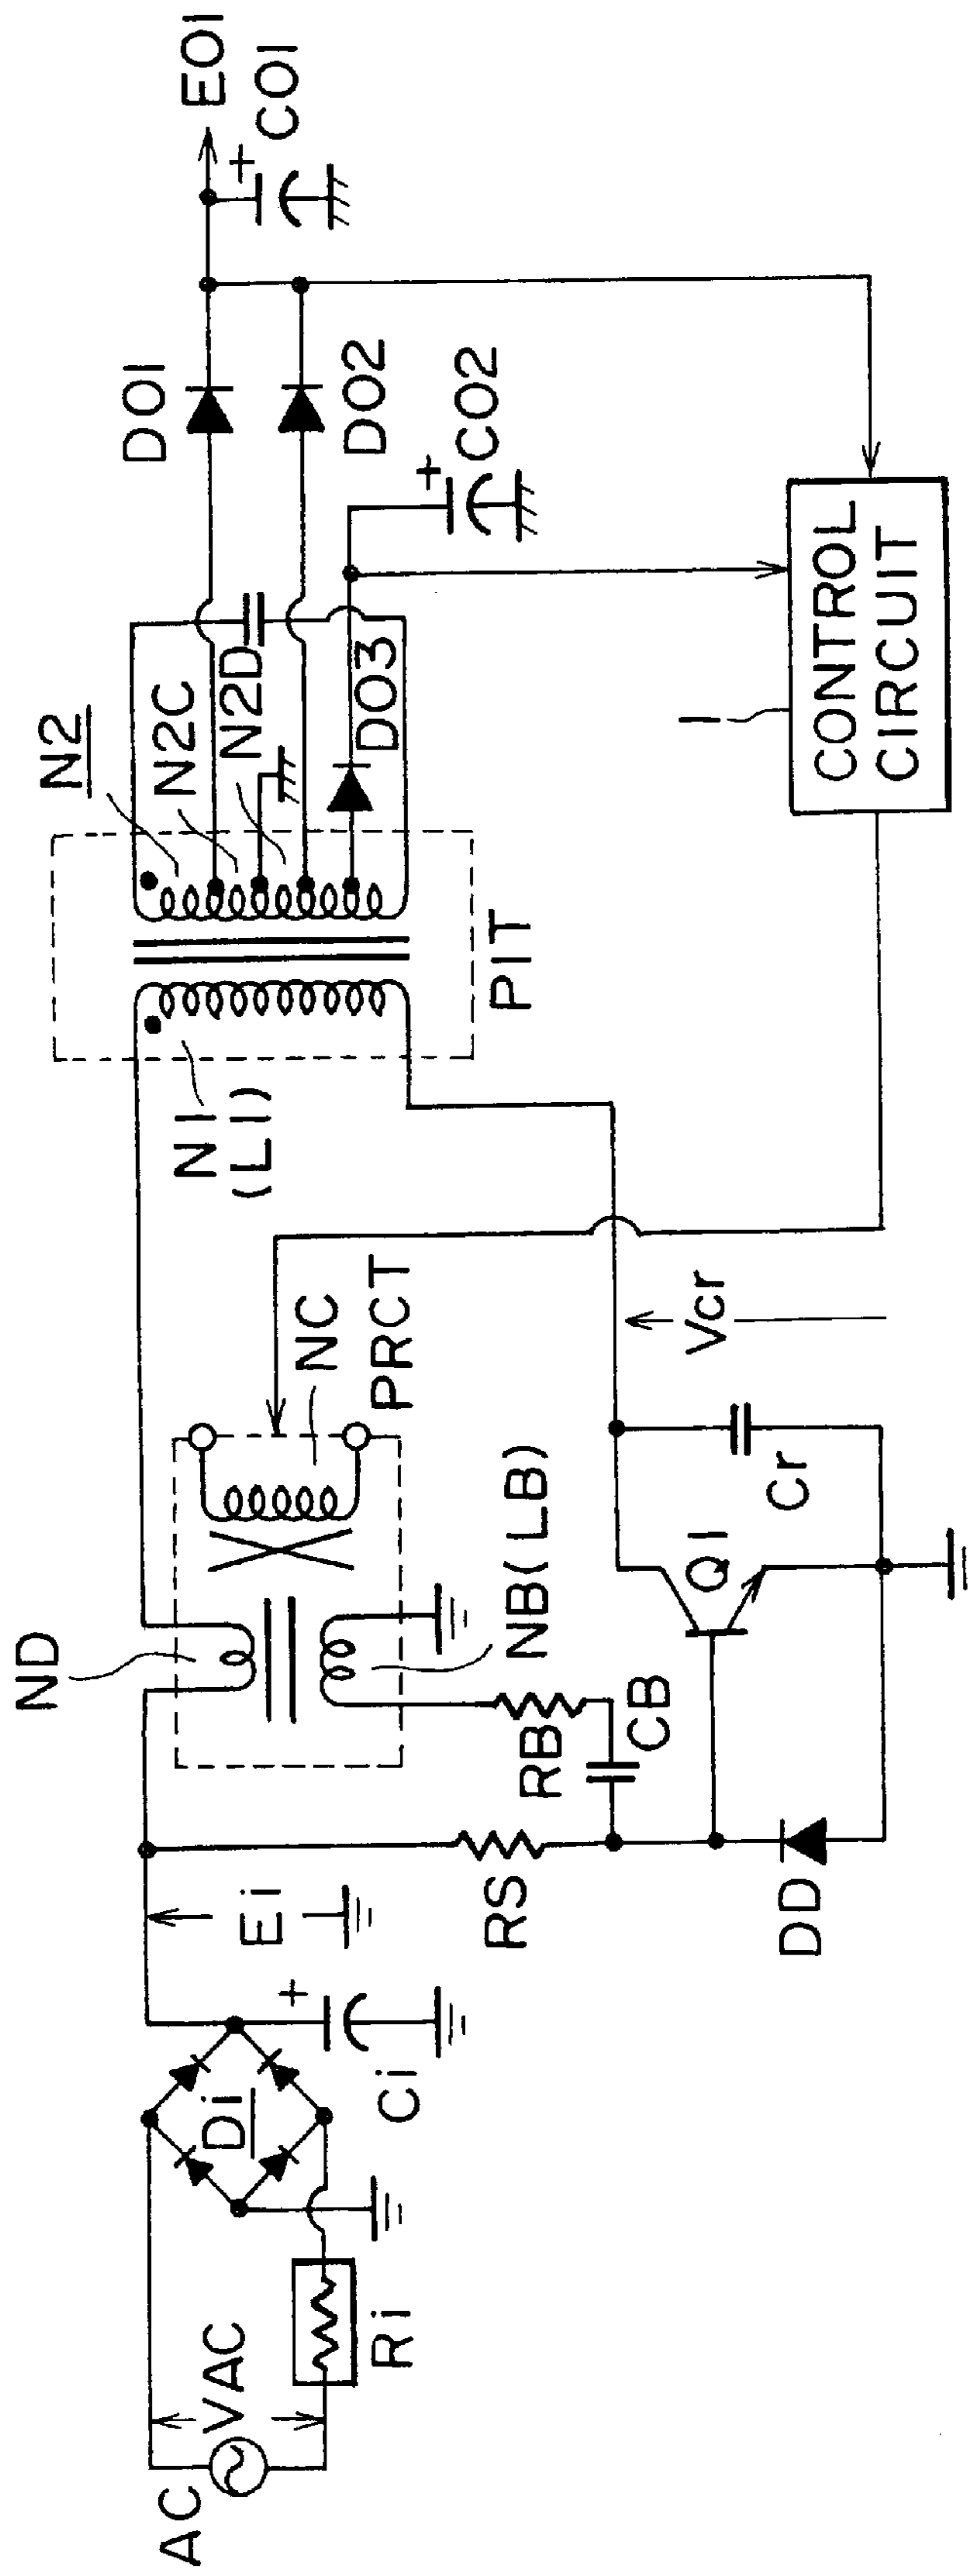 AC
VAC
Ri
Di
Ci
Ei
RS
DD
ND
RB
CB
NB(LB)
Q1
Cr
Vcr
NC
PRCT
N1
(L1)
PIT
N2
N2C
N2D
DO3
DO1
DO2
+
CO2
+
CO1
EO1
+
1
CONTROL
CIRCUIT